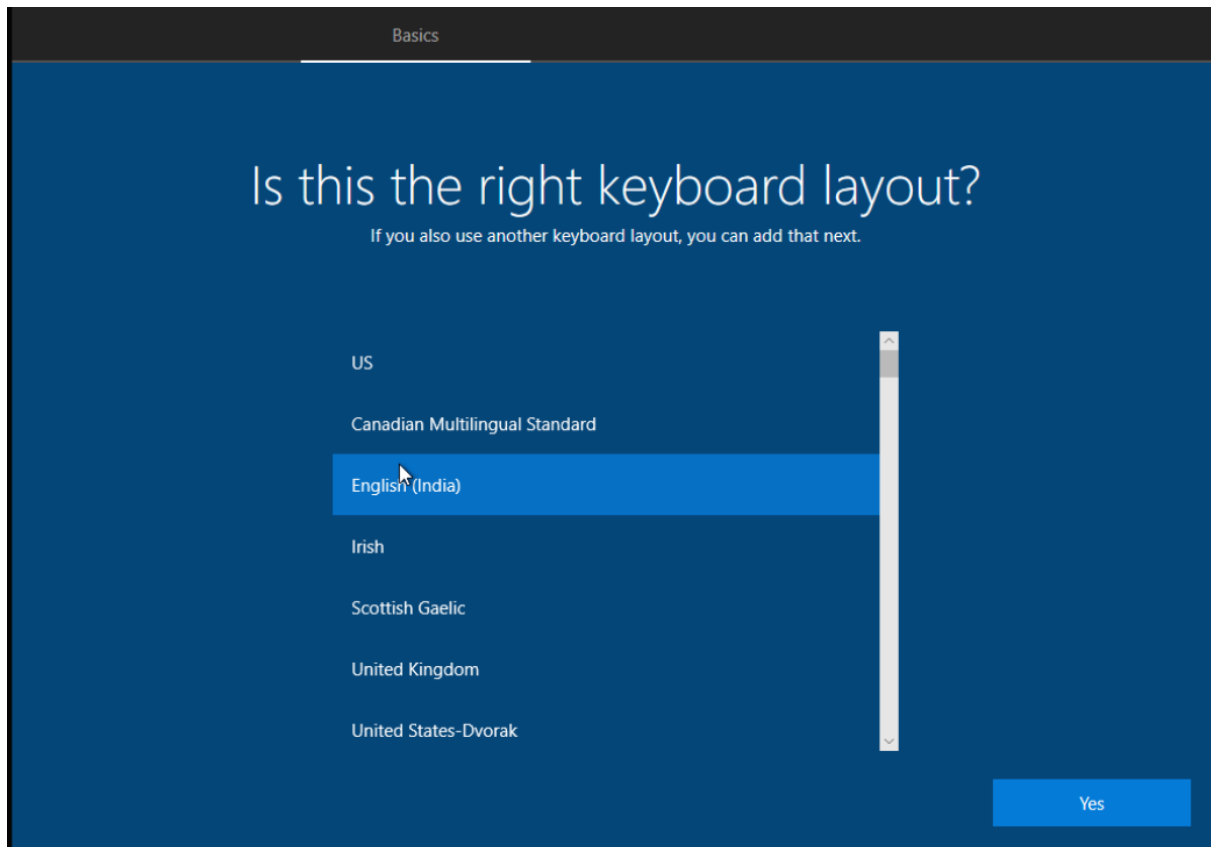 Basics
Is this the right keyboard layout?
If you also use another keyboard layout, you can add that next.
US
Canadian Multilingual Standard
English (India)
Irish
Scottish Gaelic
United Kingdom
United States-Dvorak
Yes